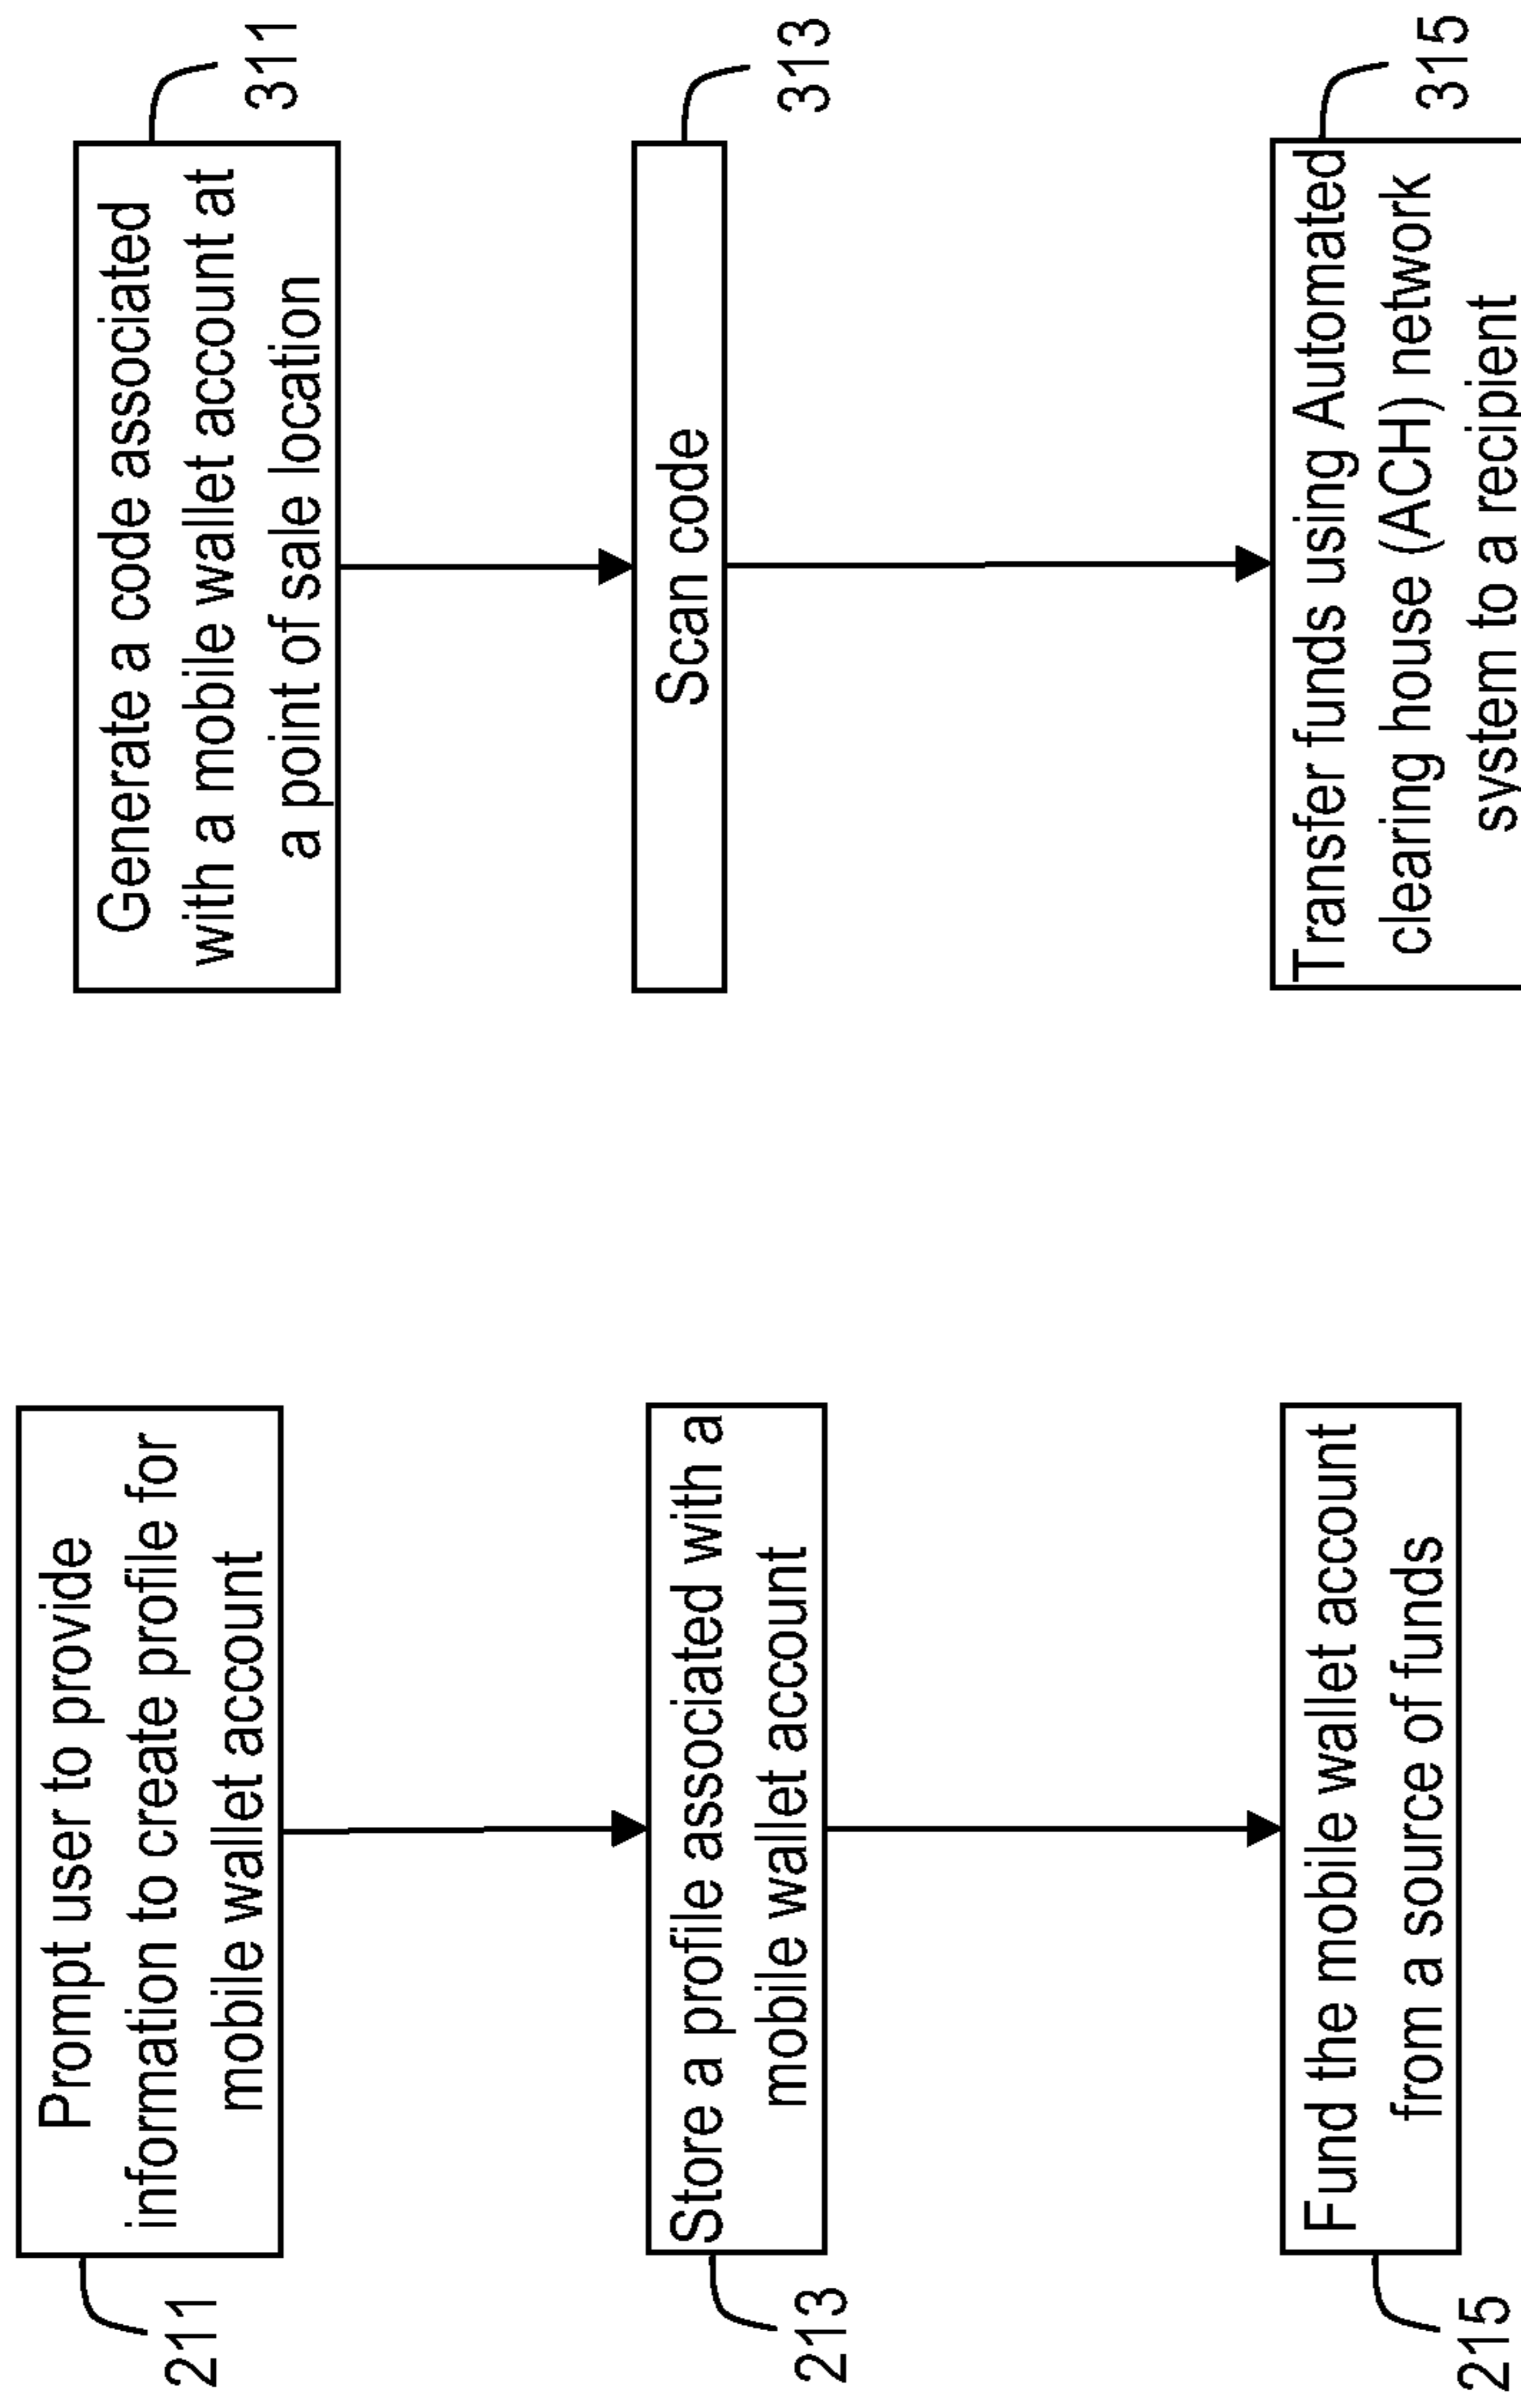 211
Prompt user to provide
information to create profile for
mobile wallet account
213
Store a profile associated with a
mobile wallet account
215
Fund the mobile wallet account
from a source of funds
311
Generate a code associated
with a mobile wallet account at
a point of sale location
313
Scan code
315
Transfer funds using Automated
clearing house (ACH) network
system to a recipient